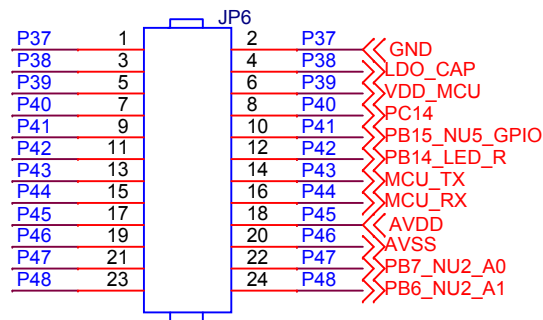 JP6
P37 1 2 P37 GND
P38 3 4 P38 LDO_CAP
P39 5 6 P39 VDD_MCU
P40 7 8 P40 PC14
P41 9 10 P41 PB15_NU5_GPIO
P42 11 12 P42 PB14_LED_R
P43 13 14 P43 MCU_TX
P44 15 16 P44 MCU_RX
P45 17 18 P45 AVDD
P46 19 20 P46 AVSS
P47 21 22 P47 PB7_NU2_A0
P48 23 24 P48 PB6_NU2_A1